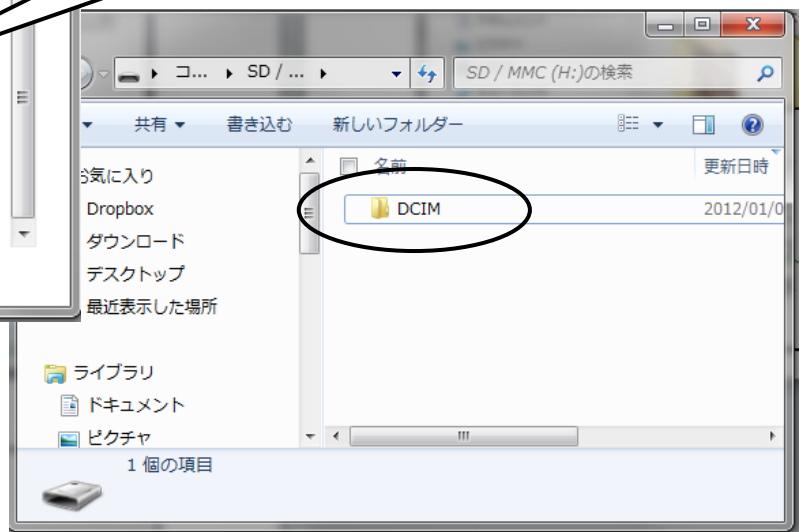 コ... SD / ... SD / MMC (H:)の検索
共有 書き込む 新しいフォルダー
お気に入り
Dropbox
ダウンロード
デスクトップ
最近表示した場所
ライブラリ
ドキュメント
ピクチャ
名前 更新日時
DCIM 2012/01/0
1 個の項目